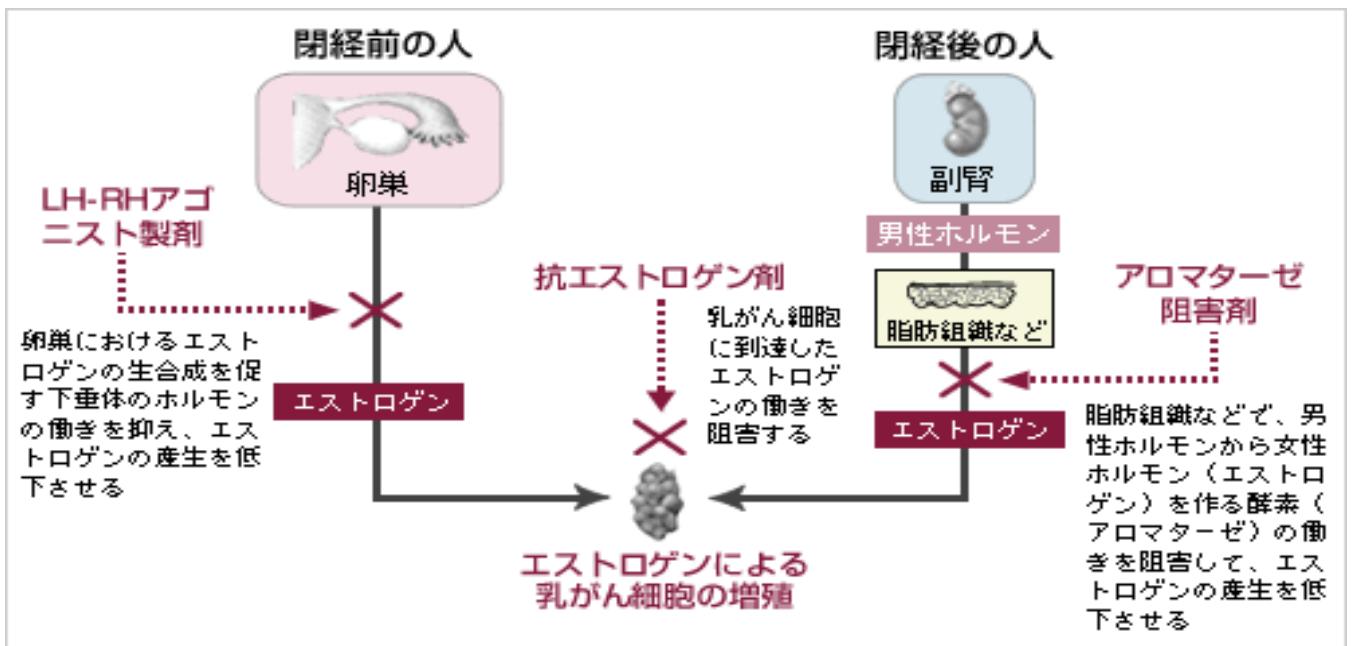 閉経前の人
卵巣
LH-RHアゴ
ニスト製剤
卵巣におけるエスト
ロゲンの生合成を促
す下垂体のホルモン
の働きを抑え、エス
トロゲンの産生を低
下させる
エストロゲン
抗エストロゲン剤
乳がん細胞
に到達した
エストロゲ
ンの働きを
阻害する
エストロゲンによる
乳がん細胞の増殖
閉経後の人
副腎
男性ホルモン
脂肪組織など
エストロゲン
アロマターゼ
阻害剤
脂肪組織などで、男
性ホルモンから女性
ホルモン（エストロ
ゲン）を作る酵素（
アロマターゼ）の働
きを阻害して、エス
トロゲンの産生を低
下させる